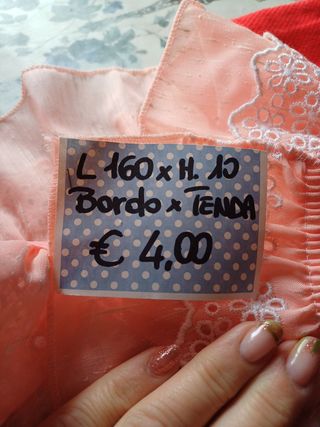 L 160 x H. 10
Bordo x TENDA
€ 4,00